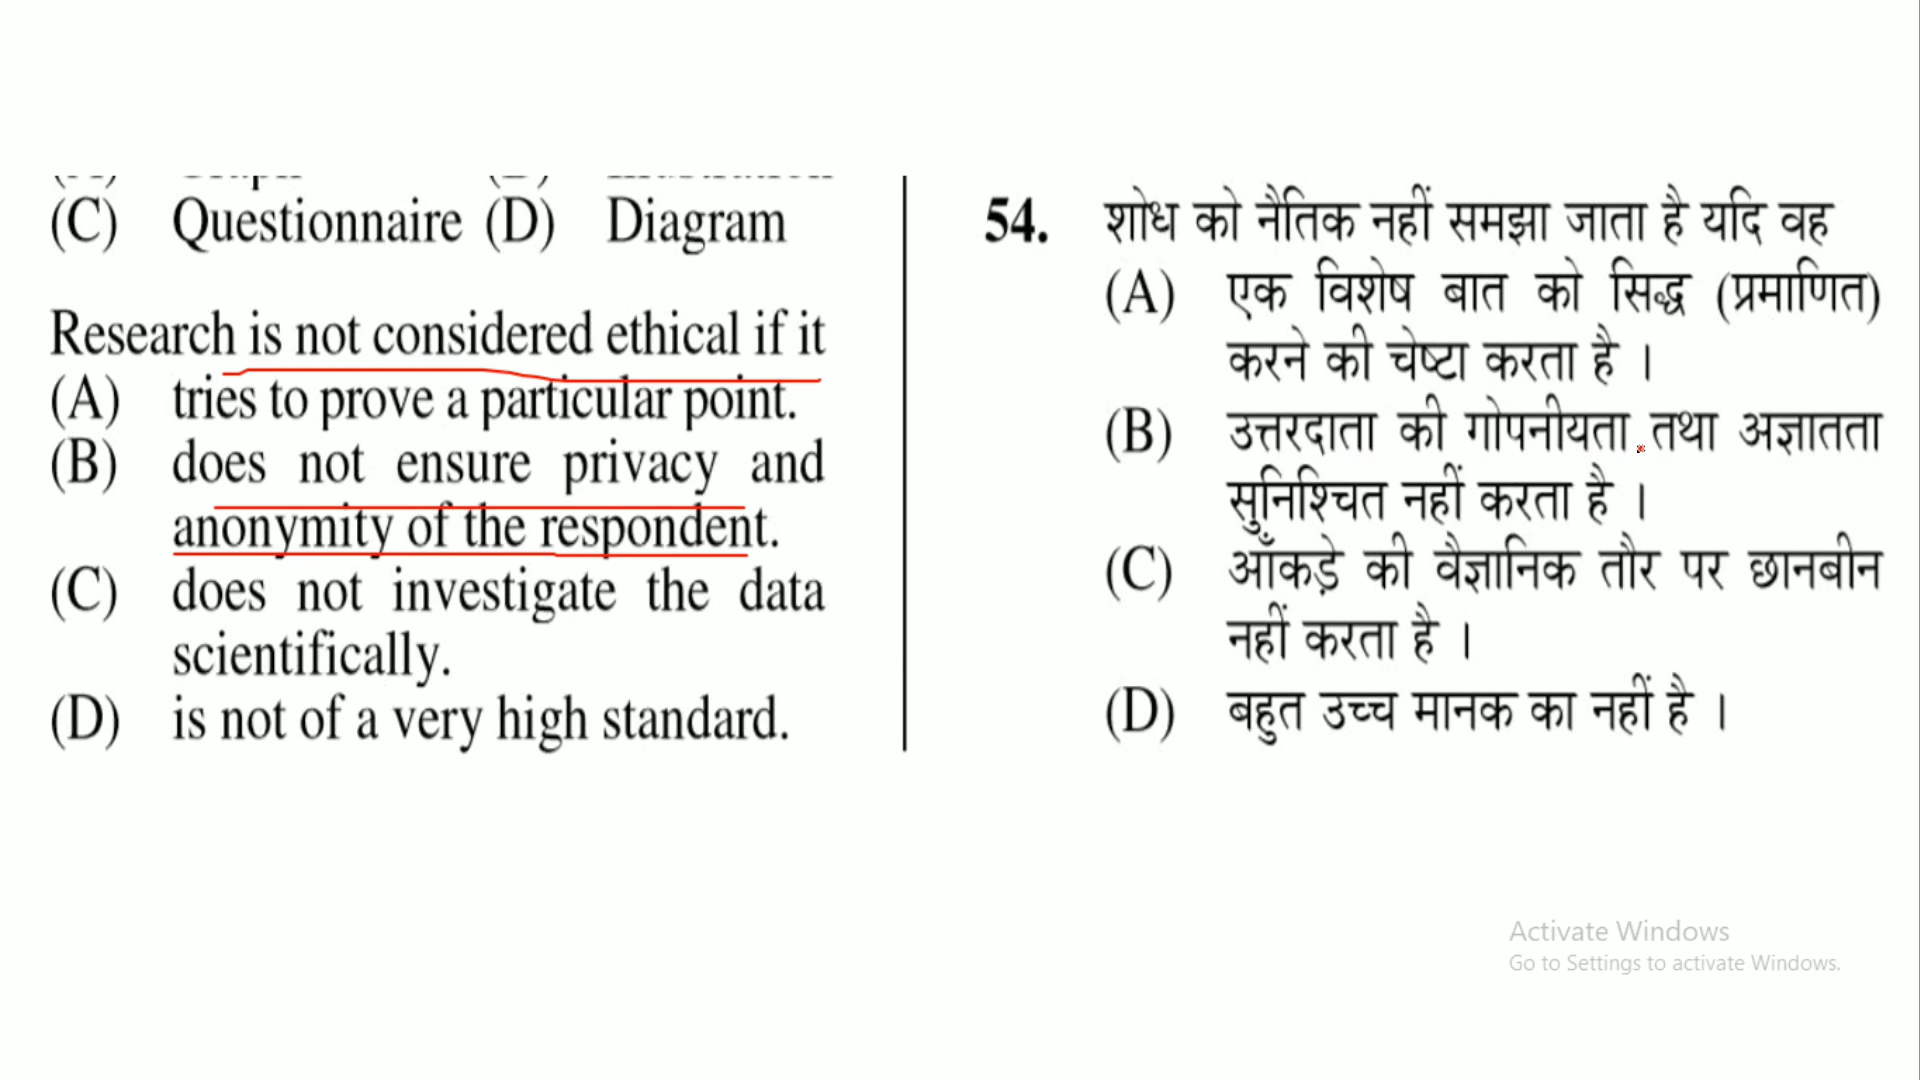 (C) Questionnaire (D) Diagram
Research is not considered ethical if it
(A) tries to prove a particular point.
(B) does not ensure privacy and
anonymity of the respondent.
(C) does not investigate the data
scientifically.
(D) is not of a very high standard.
54. शोध को नैतिक नहीं समझा जाता है यदि वह
(A) एक विशेष बात को सिद्ध (प्रमाणित)
करने की चेष्टा करता है ।
(B) उत्तरदाता की गोपनीयता तथा अज्ञातता
सुनिश्चित नहीं करता है ।
(C) आँकड़े की वैज्ञानिक तौर पर छानबीन
नहीं करता है ।
(D) बहुत उच्च मानक का नहीं है ।
Activate Windows
Go to Settings to activate Windows.